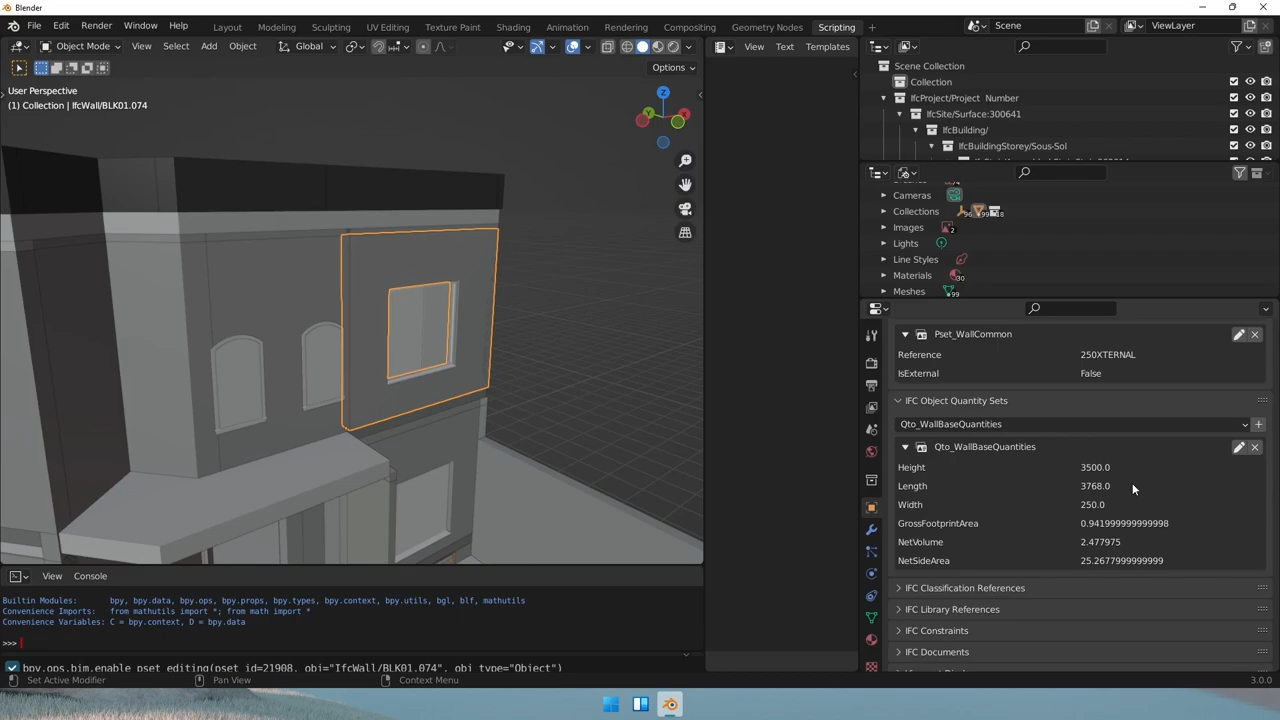 Blender
File Edit Render Window Help
Layout Modeling Sculpting UV Editing Texture Paint Shading Animation Rendering Compositing Geometry Nodes Scripting
Scene
ViewLayer
Object Mode View Select Add Object Global
View Text Templates
Options
User Perspective
(1) Collection | IfcWall/BLK01.074
Z
Y
X
Scene Collection
Collection
IfcProject/Project Number
IfcSite/Surface:300641
IfcBuilding/
IfcBuildingStorey/Sous-Sol
Cameras
Collections
Images 2
Lights
Line Styles
Materials 30
Meshes 99
Pset_WallCommon
Reference 250XTERNAL
IsExternal False
IFC Object Quantity Sets
Qto_WallBaseQuantities
Qto_WallBaseQuantities
Height 3500.0
Length 3768.0
Width 250.0
GrossFootprintArea 0.941999999999998
NetVolume 2.477975
NetSideArea 25.2677999999999
IFC Classification References
IFC Library References
IFC Constraints
IFC Documents
View Console
Builtin Modules: bpy, bpy.data, bpy.ops, bpy.props, bpy.types, bpy.context, bpy.utils, bgl, blf, mathutils
Convenience Imports: from mathutils import *; from math import *
Convenience Variables: C = bpy.context, D = bpy.data
>>>
bpy.ops.bim.enable_pset_editing(pset_id=21908, obj="IfcWall/BLK01.074", obj_type="Object")
Set Active Modifier Pan View Context Menu 3.0.0